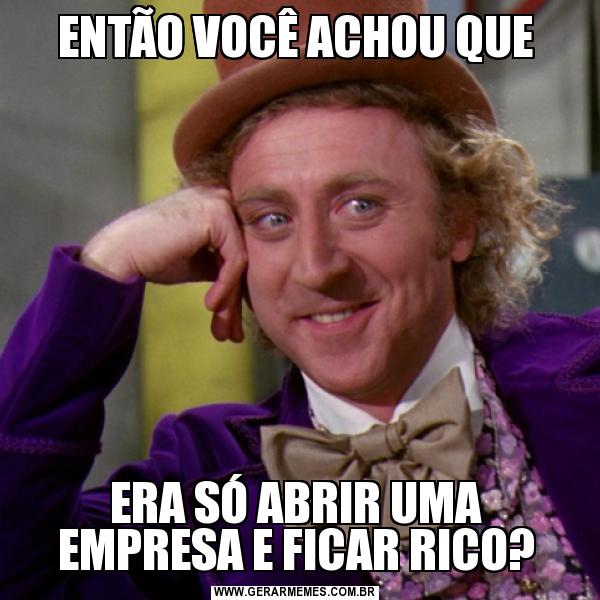 ENTÃO VOCÊ ACHOU QUE
ERA SÓ ABRIR UMA
EMPRESA E FICAR RICO?
WWW.GERARMEMES.COM.BR